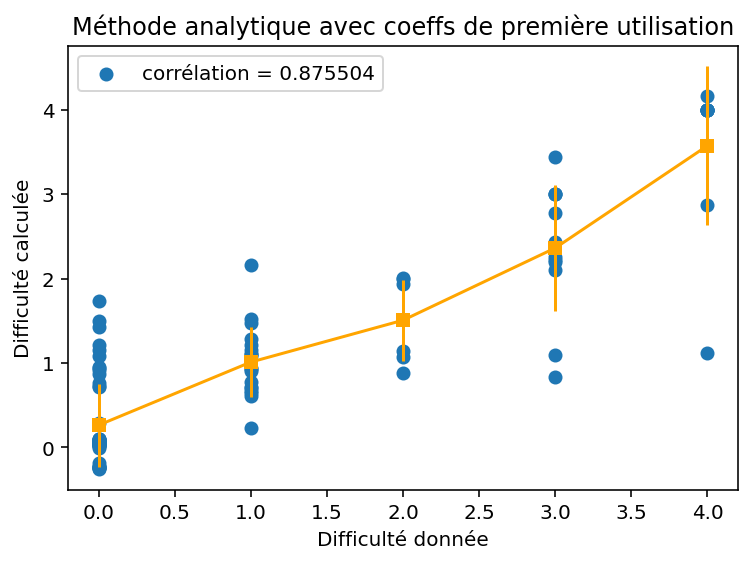 Méthode analytique avec coeffs de première utilisation
corrélation = 0.875504
Difficulté calculée
4
3
2
1
0
0.0 0.5 1.0 1.5 2.0 2.5 3.0 3.5 4.0
Difficulté donnée